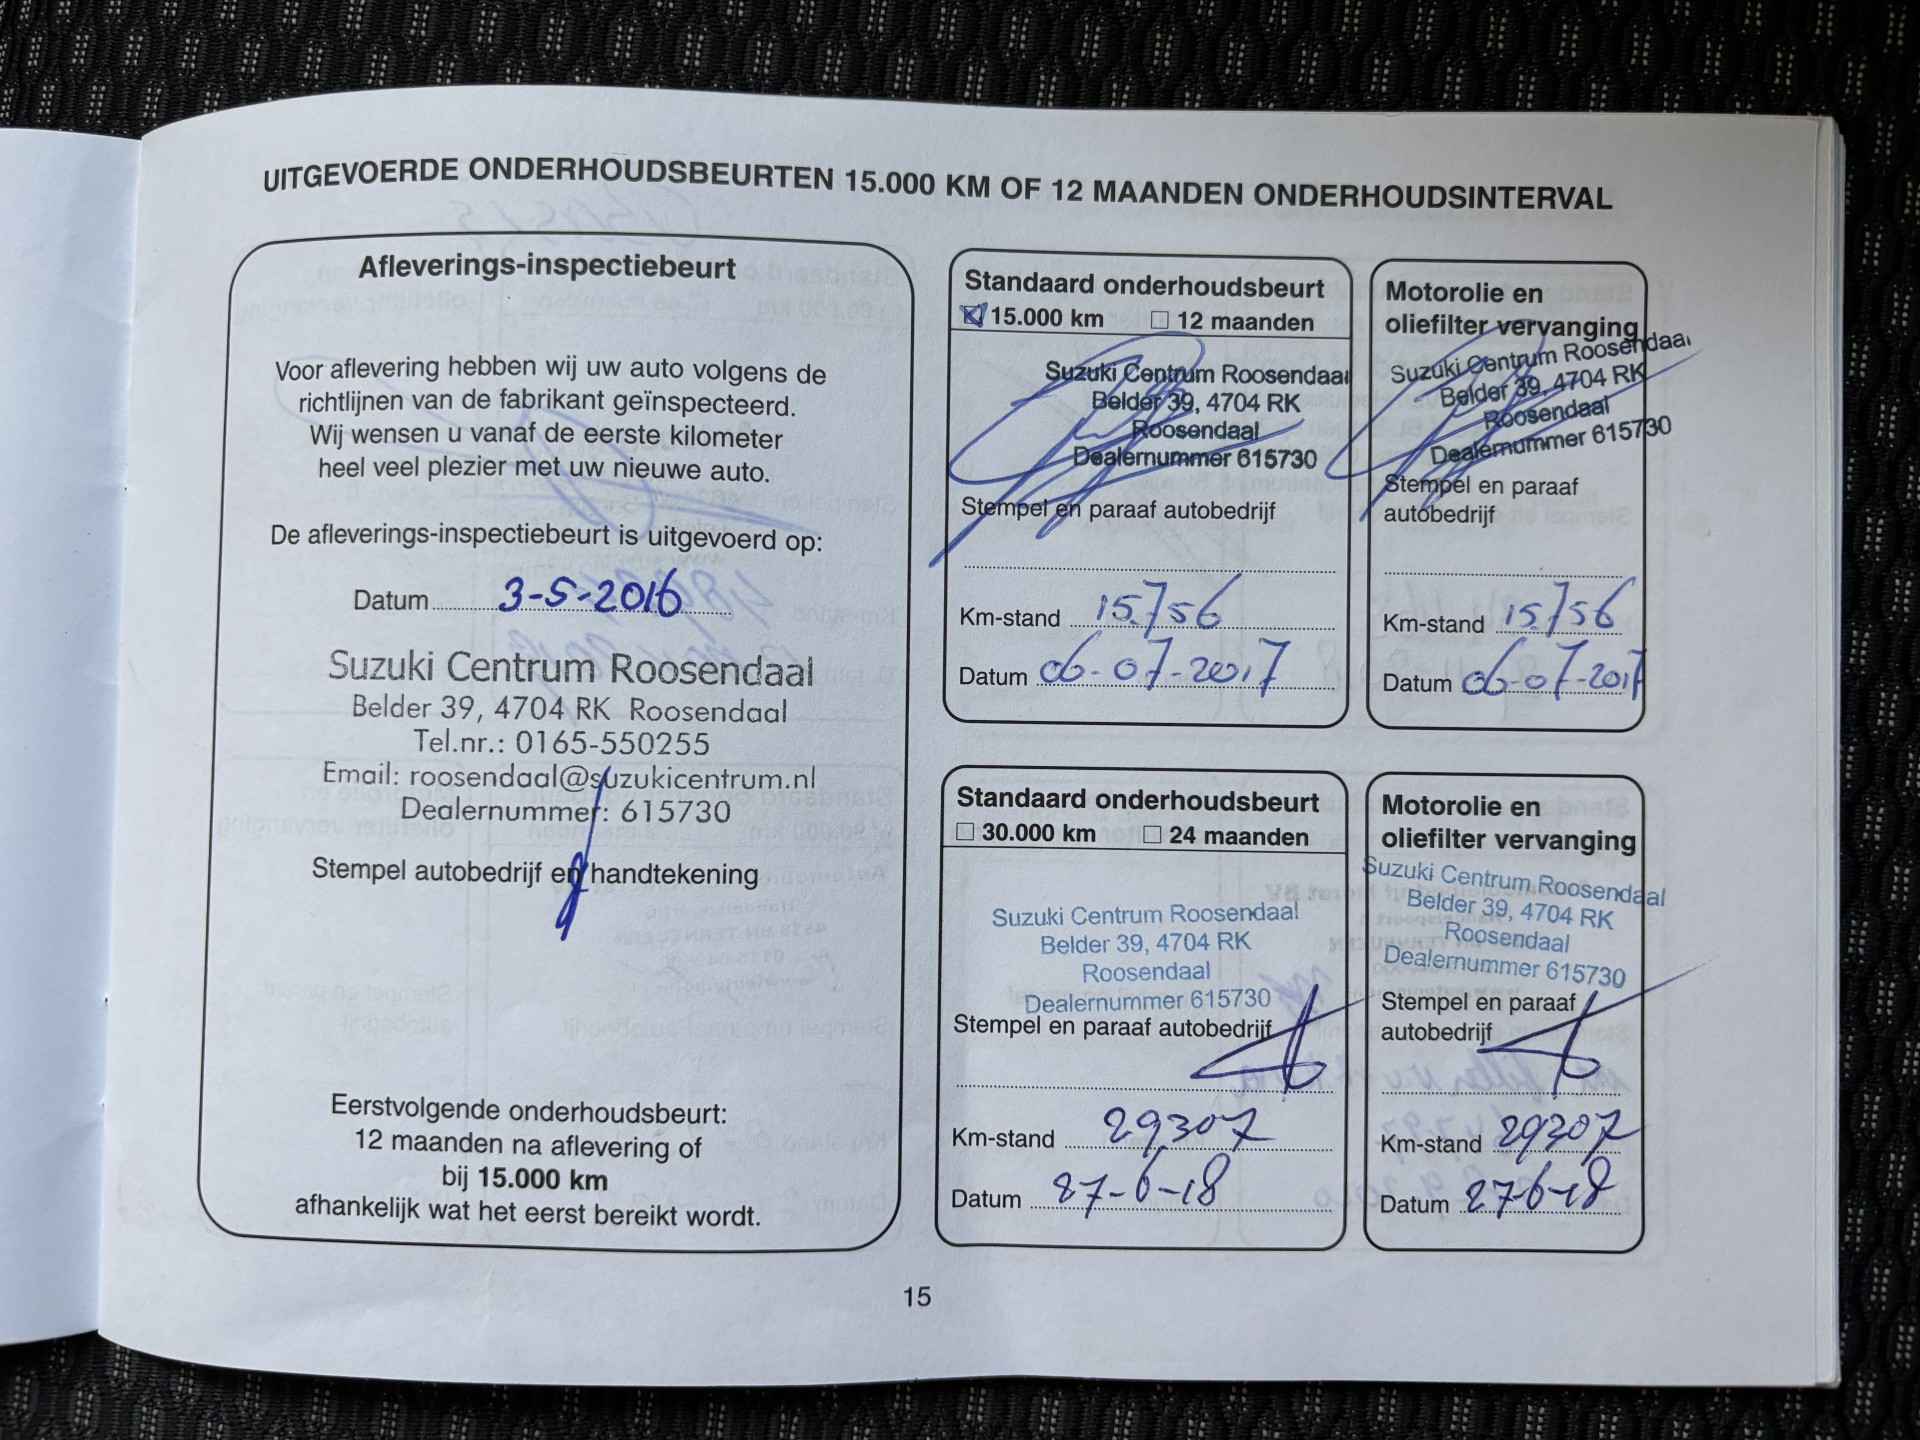 UITGEVOERDE ONDERHOUDSBEURTEN 15.000 KM OF 12 MAANDEN ONDERHOUDSINTERVAL
Afleverings-inspectiebeurt
Voor aflevering hebben wij uw auto volgens de
richtlijnen van de fabrikant geïnspecteerd.
Wij wensen u vanaf de eerste kilometer
heel veel plezier met uw nieuwe auto.
De afleverings-inspectiebeurt is uitgevoerd op:
Datum 3-5-2016
Suzuki Centrum Roosendaal
Belder 39, 4704 RK Roosendaal
Tel.nr.: 0165-550255
Email: roosendaal@suzukicentrum.nl
Dealernummer: 615730
Stempel autobedrijf en handtekening
Eerstvolgende onderhoudsbeurt:
12 maanden na aflevering of
bij 15.000 km
afhankelijk wat het eerst bereikt wordt.
Standaard onderhoudsbeurt
15.000 km 12 maanden
Suzuki Centrum Roosendaal
Belder 39, 4704 RK
Roosendaal
Dealernummer 615730
Stempel en paraaf autobedrijf
Km-stand 15.756
Datum 06-07-2017
Motorolie en
oliefilter vervanging
Suzuki Centrum Roosendaal
Belder 39, 4704 RK
Roosendaal
Dealernummer 615730
Stempel en paraaf
autobedrijf
Km-stand 15.756
Datum 06-07-2017
Standaard onderhoudsbeurt
30.000 km 24 maanden
Suzuki Centrum Roosendaal
Belder 39, 4704 RK
Roosendaal
Dealernummer 615730
Stempel en paraaf autobedrijf
Km-stand 29307
Datum 27-6-18
Motorolie en
oliefilter vervanging
Suzuki Centrum Roosendaal
Belder 39, 4704 RK
Roosendaal
Dealernummer 615730
Stempel en paraaf
autobedrijf
Km-stand 29307
Datum 27-6-18
15